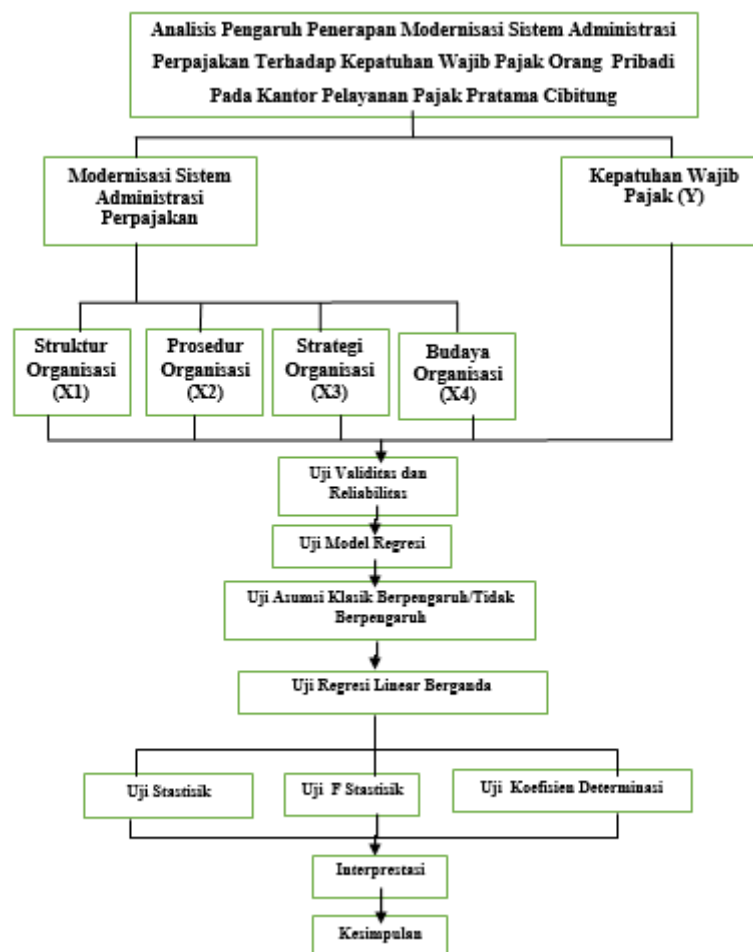 Analisis Pengaruh Penerapan Modernisasi Sistem Administrasi
Perpajakan Terhadap Kepatuhan Wajib Pajak Orang Pribadi
Pada Kantor Pelayanan Pajak Pratama Cibitung
Modernisasi Sistem
Administrasi
Perpajakan
Kepatuhan Wajib
Pajak (Y)
Struktur
Organisasi
(X1)
Prosedur
Organisasi
(X2)
Strategi
Organisasi
(X3)
Budaya
Organisasi
(X4)
Uji Validitas dan
Reliabilitas
Uji Model Regresi
Uji Asumsi Klasik Berpengaruh/Tidak
Berpengaruh
Uji Regresi Linear Berganda
Uji Stastisik
Uji F Stastisik
Uji Koefisien Determinasi
Interprestasi
Kesimpulan